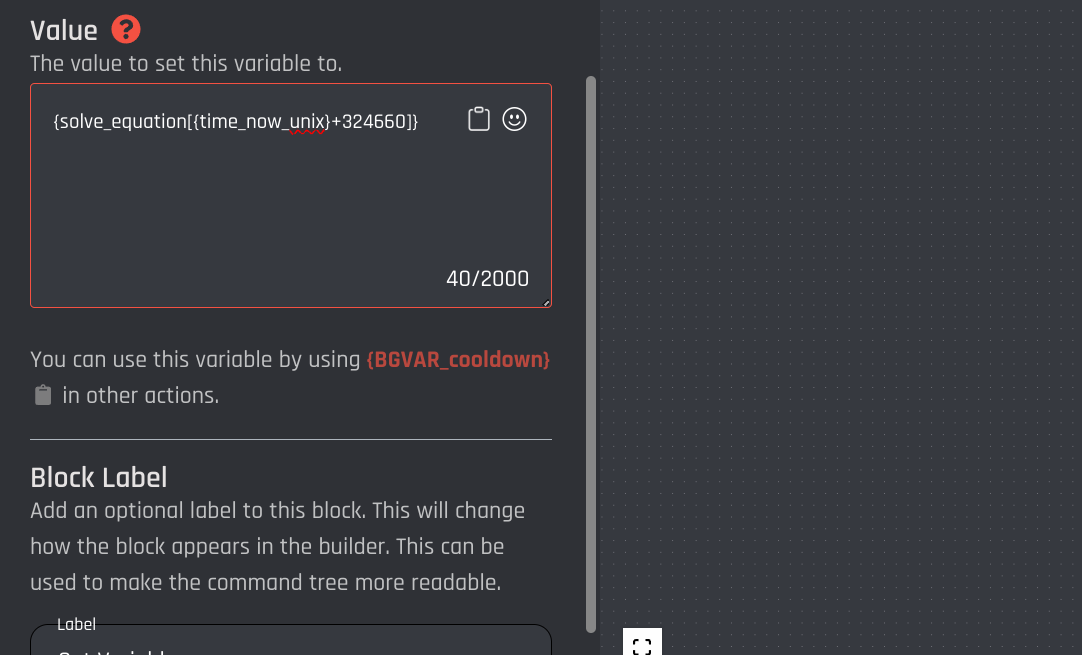 Value ?
The value to set this variable to.
{solve_equation[{time_now_unix}+324660]}
40/2000
You can use this variable by using {BGVAR_cooldown}
in other actions.
Block Label
Add an optional label to this block. This will change
how the block appears in the builder. This can be
used to make the command tree more readable.
Label